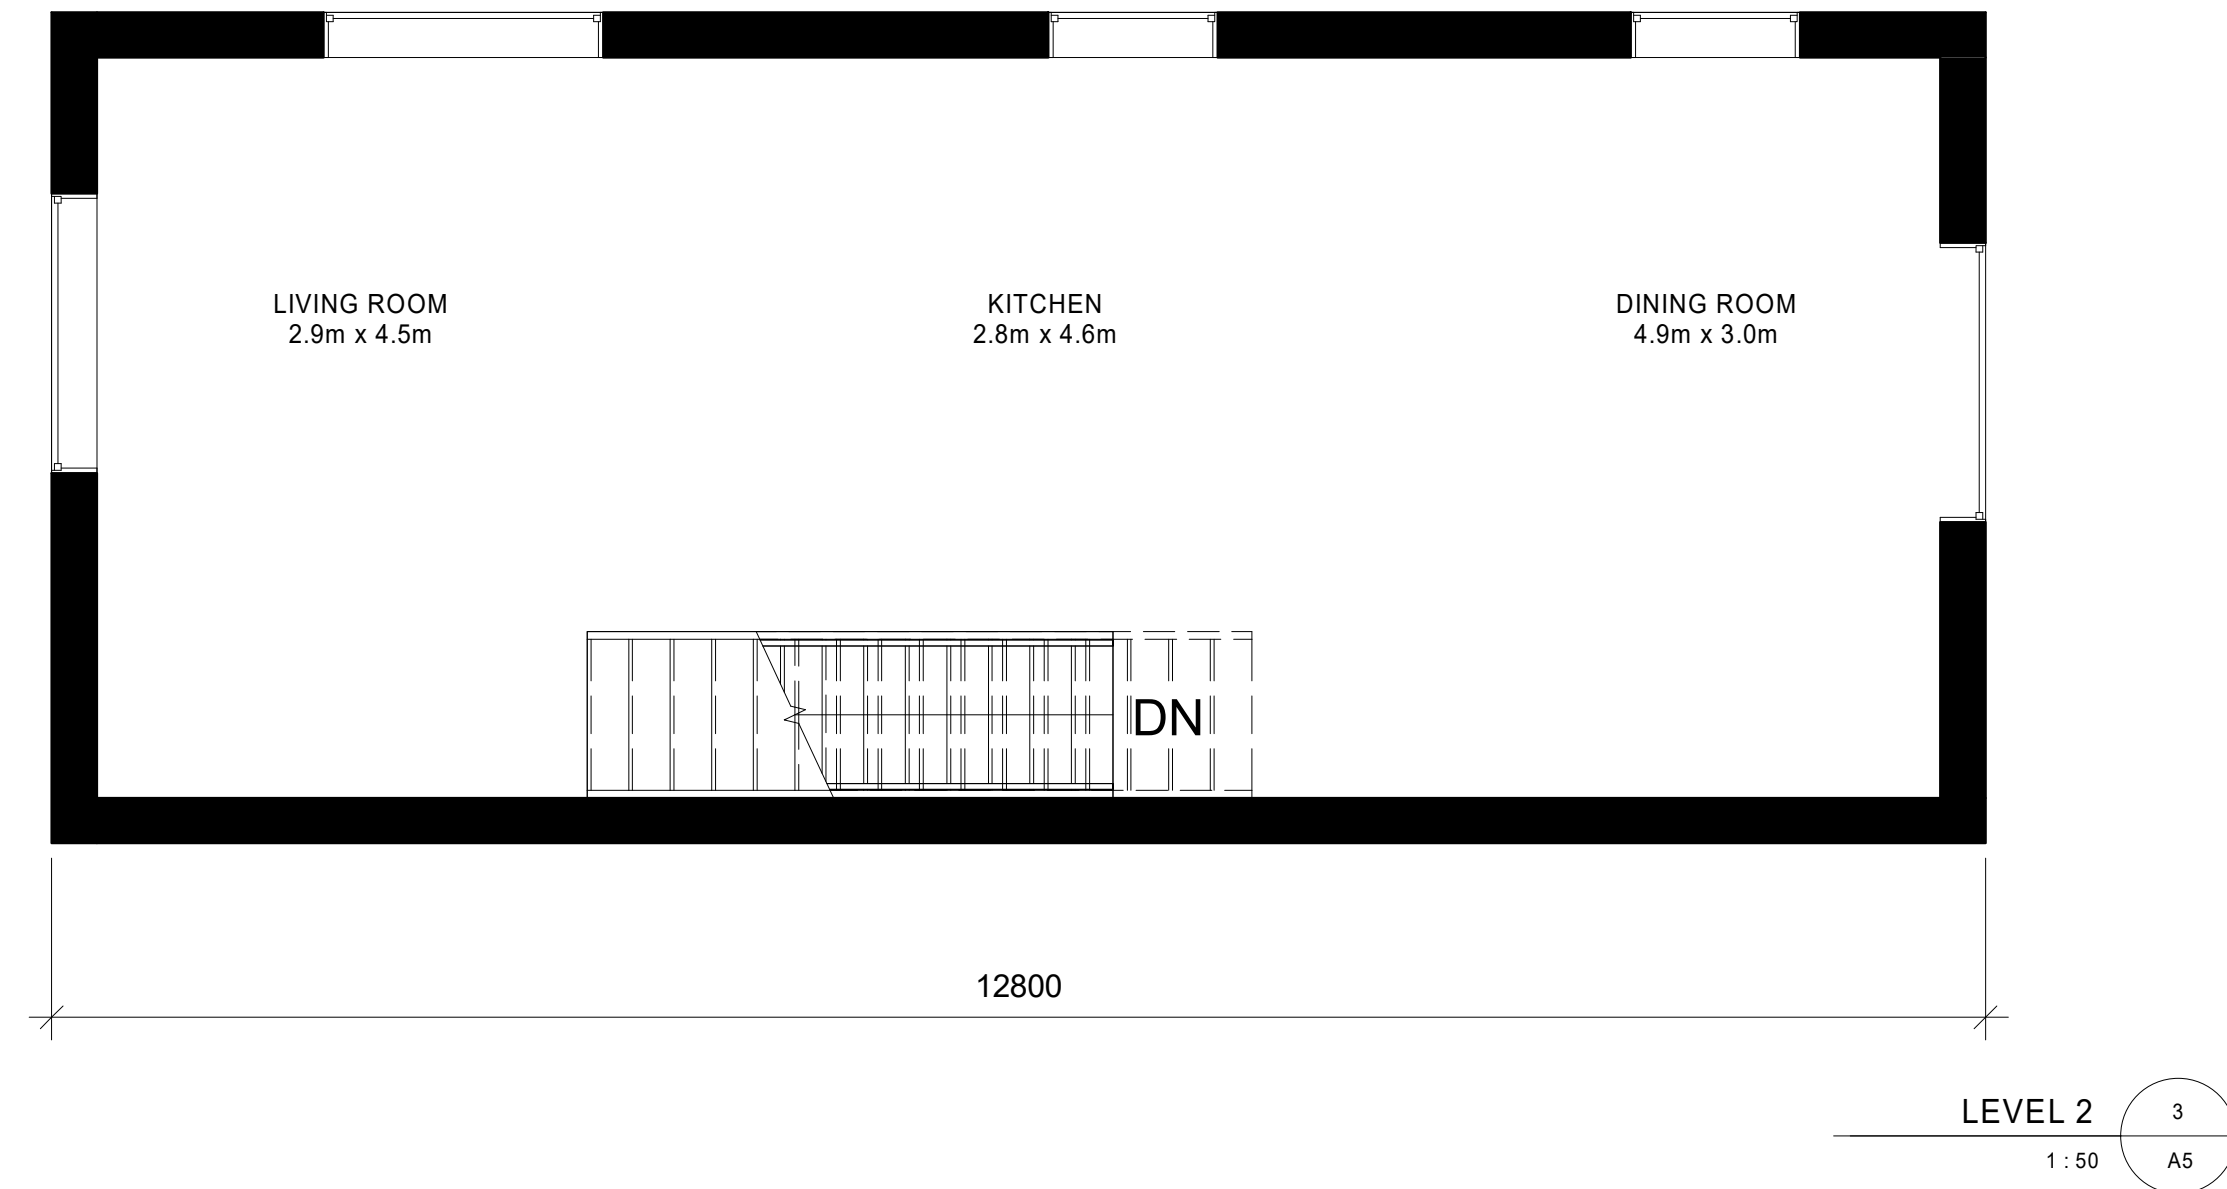 LIVING ROOM
2.9m x 4.5m
KITCHEN
2.8m x 4.6m
DINING ROOM
4.9m x 3.0m
DN
12800
LEVEL 2
1 : 50
3
A5